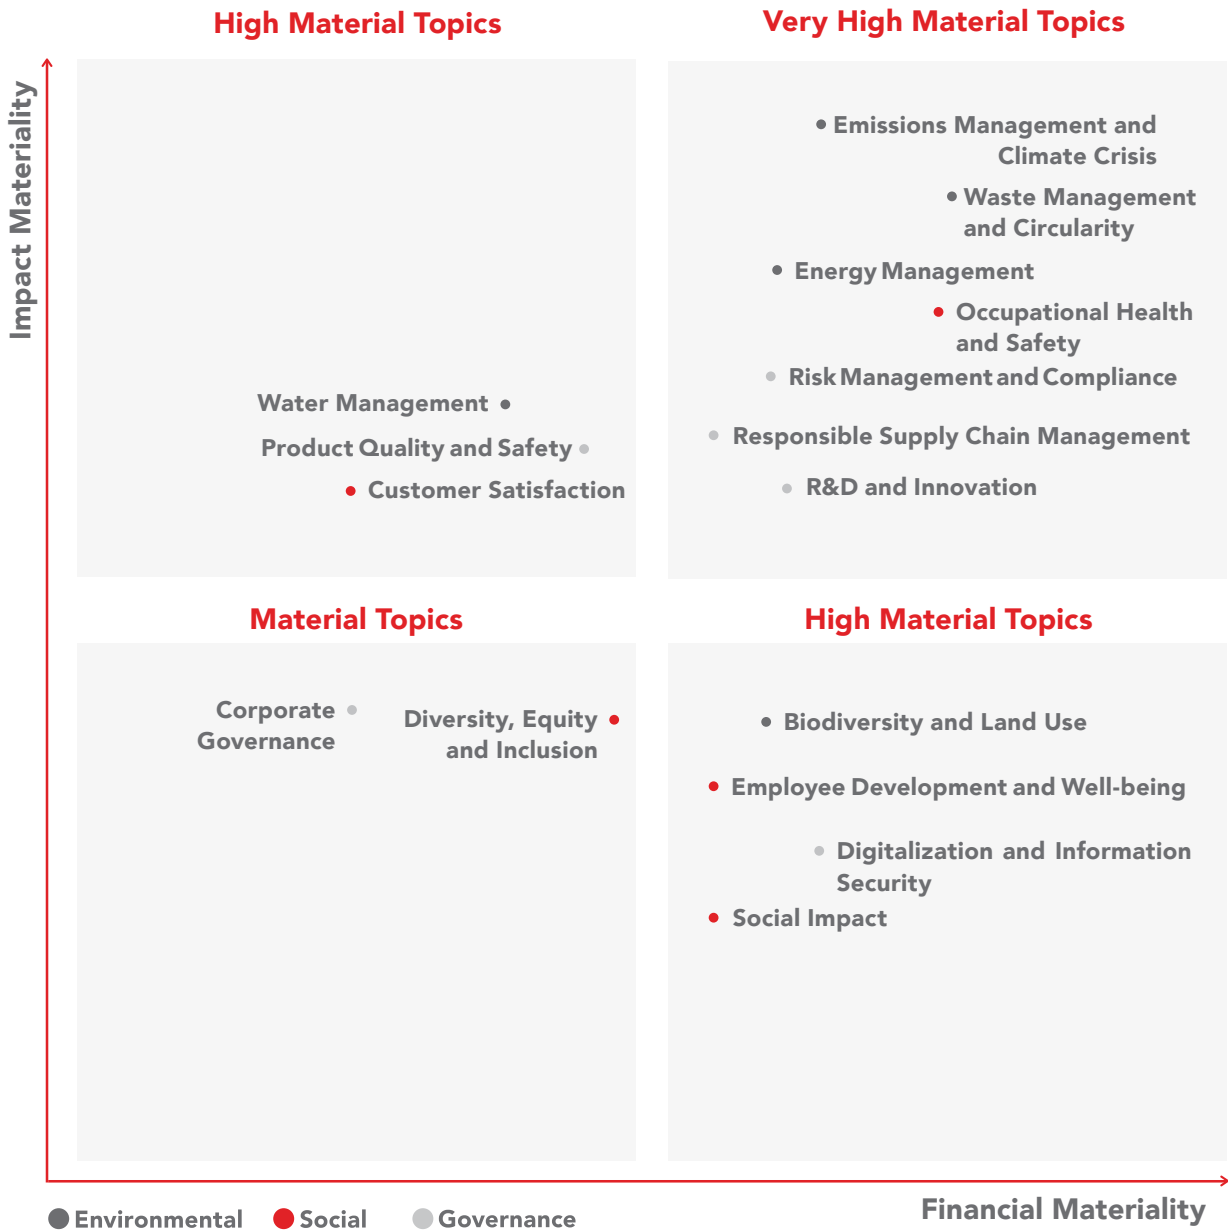 High Material Topics
Very High Material Topics
Impact Materiality
Emissions Management and
Climate Crisis
Waste Management
and Circularity
Energy Management
Occupational Health
and Safety
Risk Management and Compliance
Responsible Supply Chain Management
R&D and Innovation
Water Management
Product Quality and Safety
Customer Satisfaction
Material Topics
High Material Topics
Corporate
Governance
Diversity, Equity
and Inclusion
Biodiversity and Land Use
Employee Development and Well-being
Digitalization and Information
Security
Social Impact
Financial Materiality
Environmental
Social
Governance